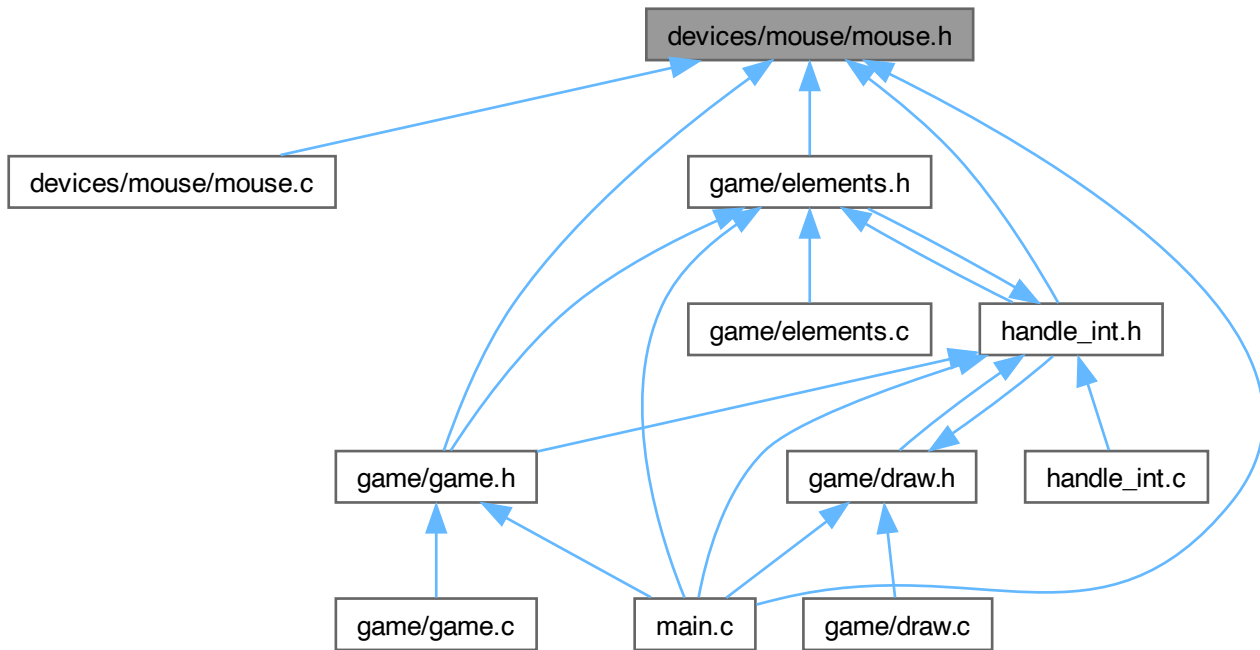 devices/mouse/mouse.h
devices/mouse/mouse.c
game/elements.h
game/elements.c
handle_int.h
game/game.h
game/draw.h
handle_int.c
game/game.c
main.c
game/draw.c